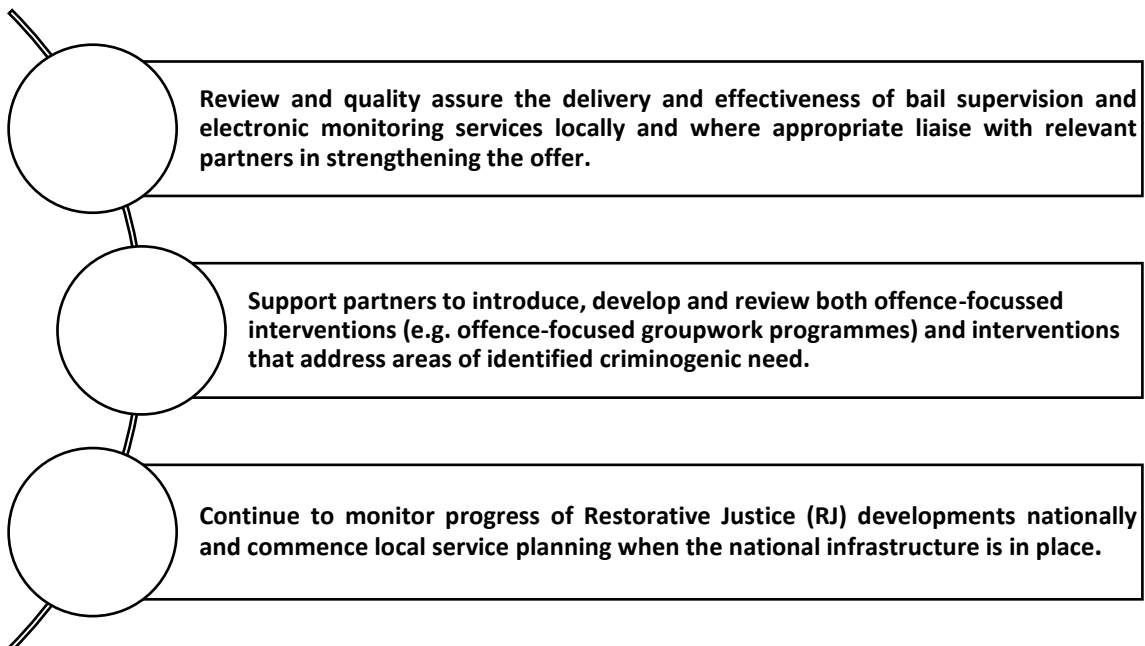 Review and quality assure the delivery and effectiveness of bail supervision and
electronic monitoring services locally and where appropriate liaise with relevant
partners in strengthening the offer.
Support partners to introduce, develop and review both offence-focussed
interventions (e.g. offence-focused groupwork programmes) and interventions
that address areas of identified criminogenic need.
Continue to monitor progress of Restorative Justice (RJ) developments nationally
and commence local service planning when the national infrastructure is in place.